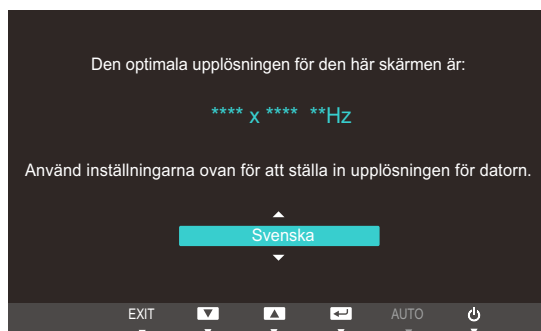 Den optimala upplösningen för den här skärmen är:
**** x **** **Hz
Använd inställningarna ovan för att ställa in upplösningen för datorn.
Svenska
EXIT AUTO